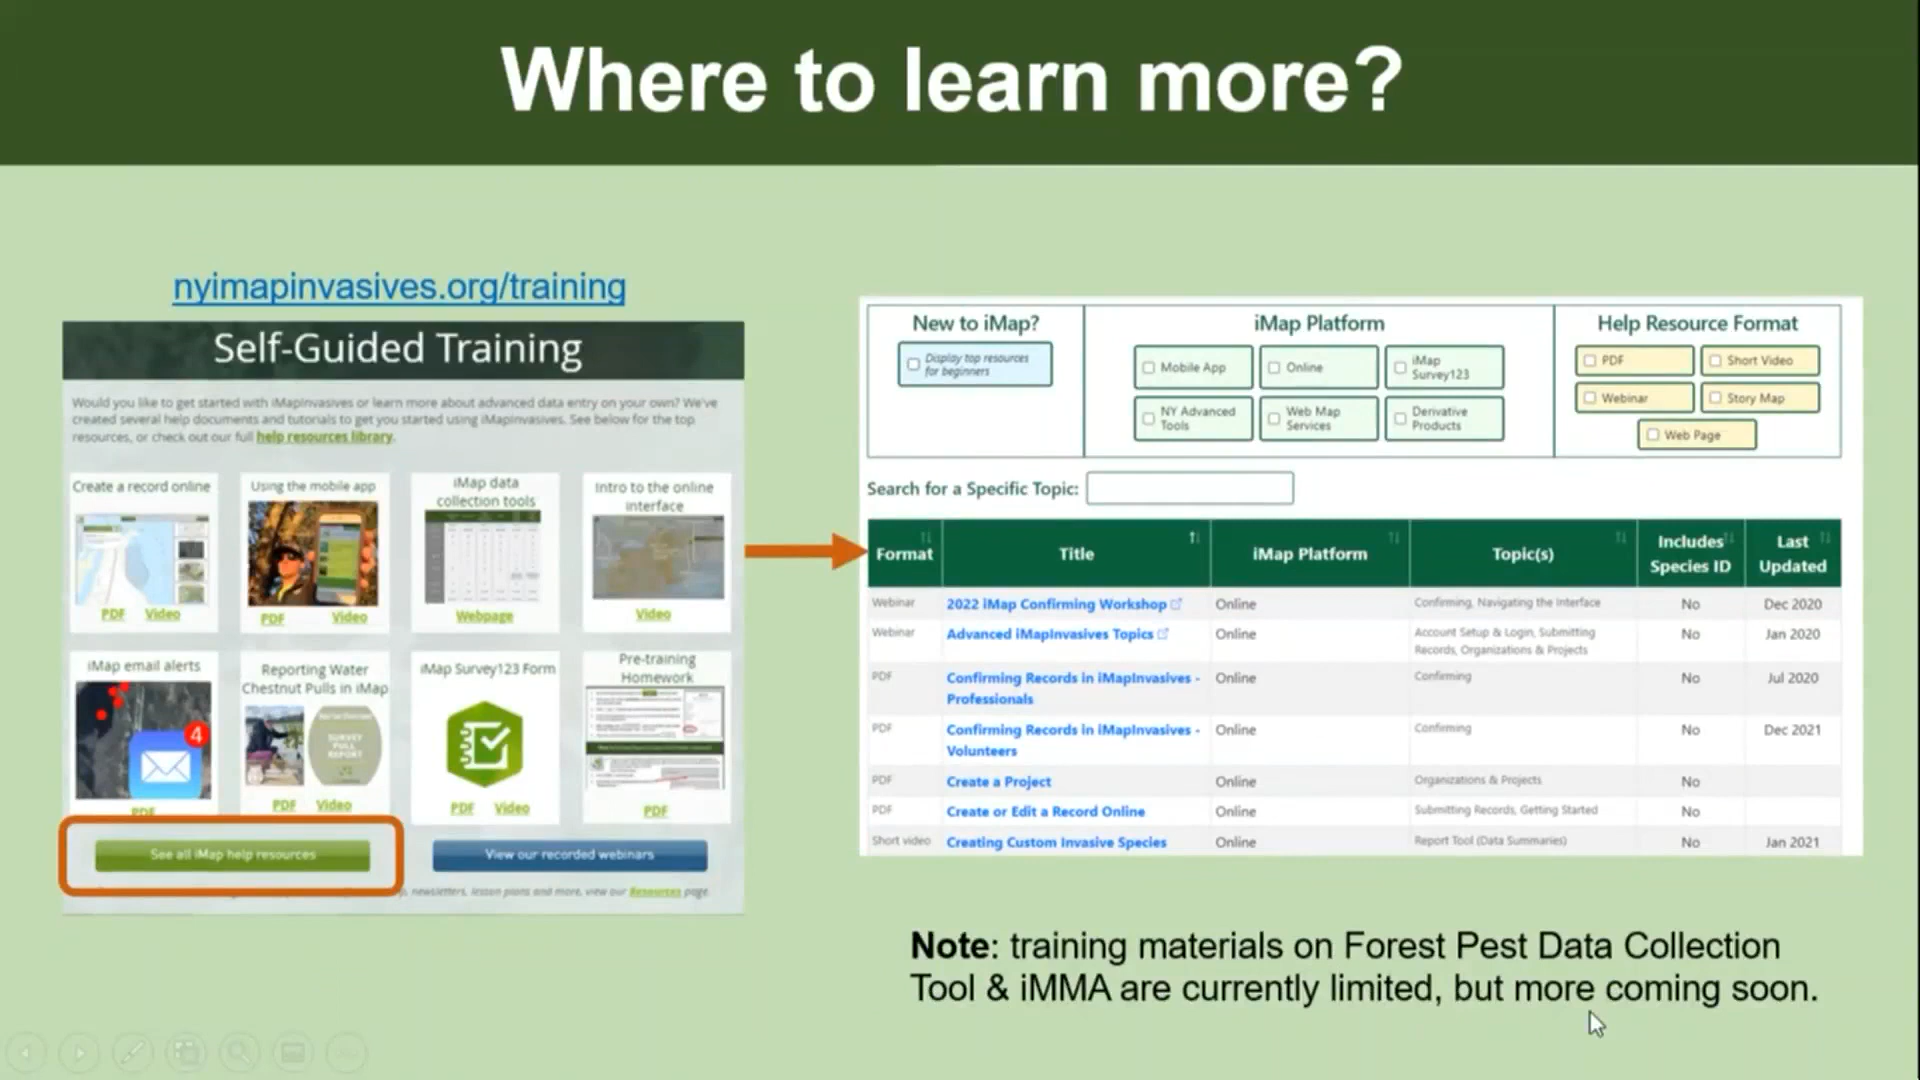 Where to learn more?
nyimapinvasives.org/training
Self-Guided Training
Would you like to get started with iMapInvasives or learn more about advanced data entry on your own? We've
created several help documents and tutorials to get you started using iMapinvasives. See below for the top
resources, or check out our full help resources library.
Create a record online
PDF Video
Using the mobile app
PDF Video
iMap data
collection tools
Webpage
Intro to the online
interface
Video
iMap email alerts
4
PDF
Reporting Water
Chestnut Pulls in iMap
SURVEY
PULL
REPORT
PDF Video
iMap Survey123 Form
PDF Video
Pre-training
Homework
PDF
See all iMap help resources
View our recorded webinars
newsletters, lesson plans and more, view our Resources page.
New to iMap?
Display top resources
for beginners
iMap Platform
Mobile App
Online
iMap
Survey123
NY Advanced
Tools
Web Map
Services
Derivative
Products
Help Resource Format
PDF
Short Video
Webinar
Story Map
Web Page
Search for a Specific Topic:
Format Title iMap Platform Topic(s) Includes Species ID Last Updated
Webinar 2022 iMap Confirming Workshop Online Confirming, Navigating the Interface No Dec 2020
Webinar Advanced iMapInvasives Topics Online Account Setup & Login, Submitting No Jan 2020
Records, Organizations & Projects
PDF Confirming Records in iMapInvasives - Online Confirming No Jul 2020
Professionals
PDF Confirming Records in iMapInvasives - Online Confirming No Dec 2021
Volunteers
PDF Create a Project Online Organizations & Projects No
PDF Create or Edit a Record Online Online Submitting Records, Getting Started No
Short video Creating Custom Invasive Species Online Report Tool (Data Summaries) No Jan 2021
Note: training materials on Forest Pest Data Collection
Tool & iMMA are currently limited, but more coming soon.